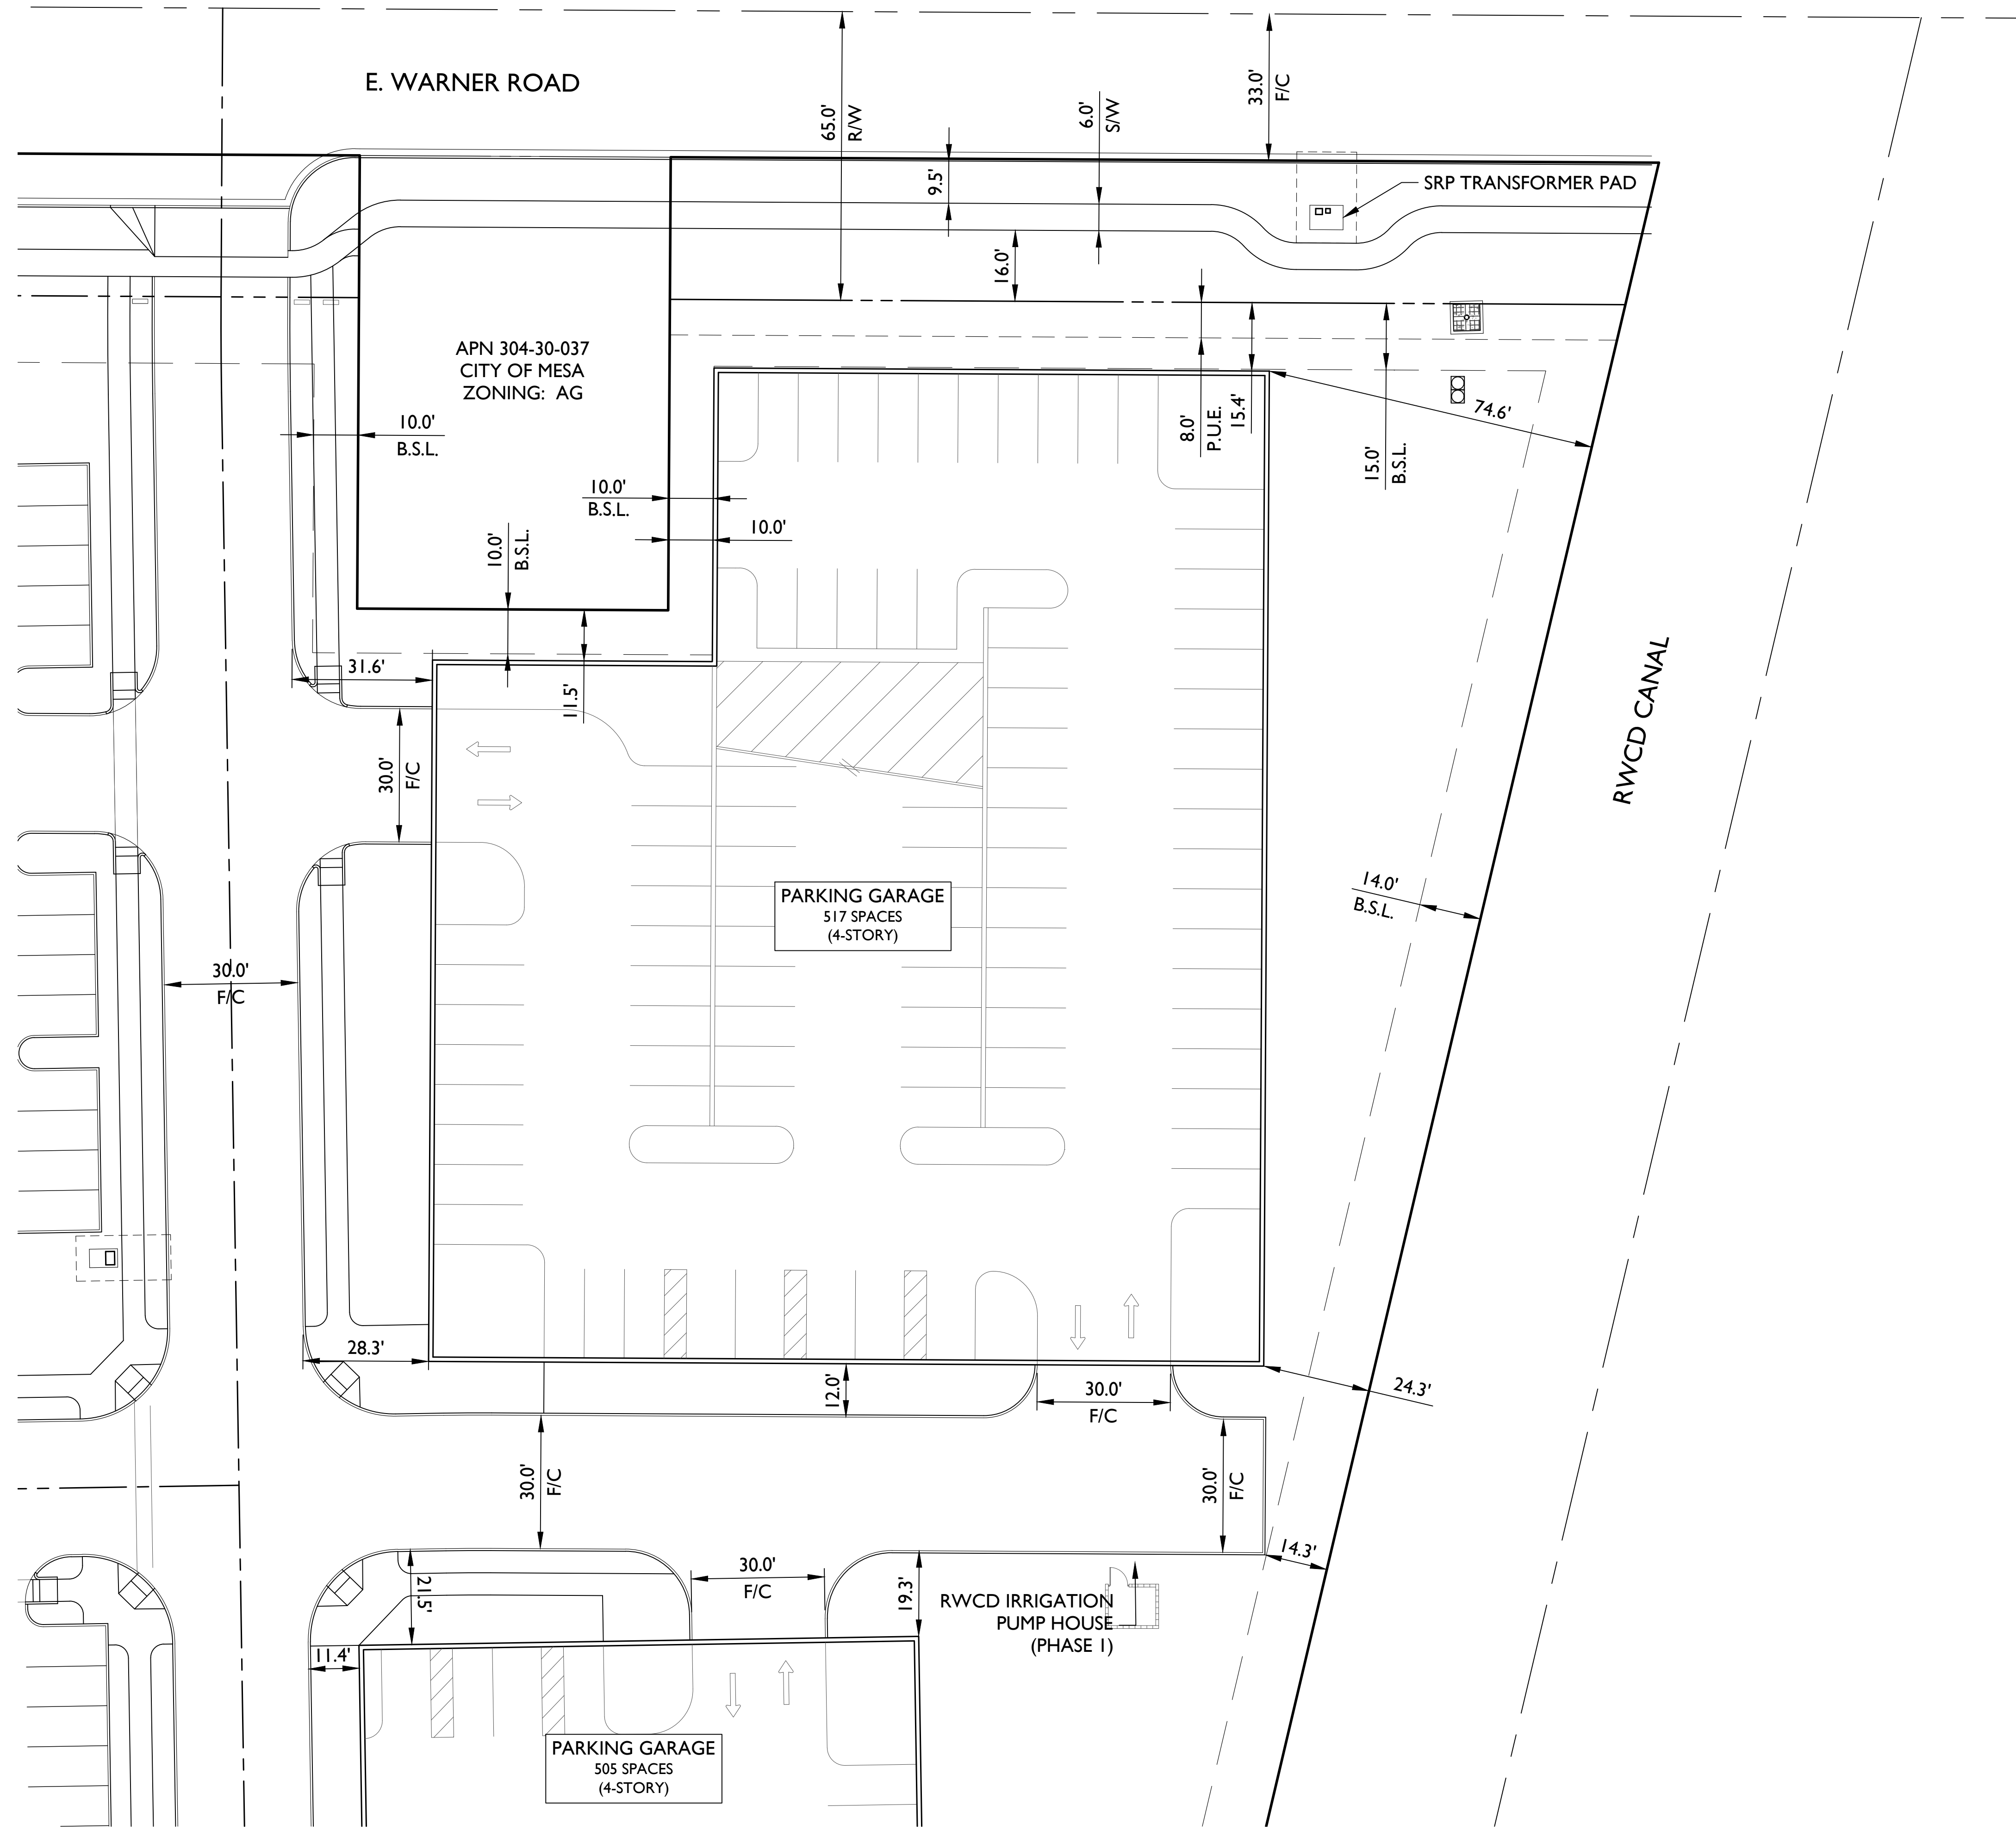 E. WARNER ROAD
65.0'
R/W
33.0'
F/C
6.0'
S/W
9.5'
SRP TRANSFORMER PAD
16.0'
APN 304-30-037
CITY OF MESA
ZONING: AG
10.0'
B.S.L.
8.0'
P.U.E.
15.4'
15.0'
B.S.L.
74.6'
10.0'
B.S.L.
10.0'
10.0'
B.S.L.
31.6'
11.5'
30.0'
F/C
RWCD CANAL
PARKING GARAGE
517 SPACES
(4-STORY)
14.0'
B.S.L.
30.0'
F/C
28.3'
12.0'
30.0'
F/C
24.3'
30.0'
F/C
30.0'
F/C
14.3'
21.5'
30.0'
F/C
19.3'
RWCD IRRIGATION
PUMP HOUSE
(PHASE 1)
11.4'
PARKING GARAGE
505 SPACES
(4-STORY)